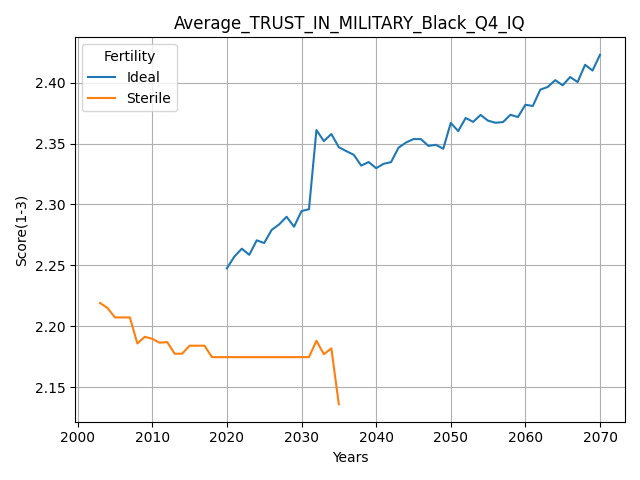 Average_TRUST_IN_MILITARY_Black_Q4_IQ
Fertility
Ideal
Sterile
Score(1-3)
2.40
2.35
2.30
2.25
2.20
2.15
2000 2010 2020 2030 2040 2050 2060 2070
Years